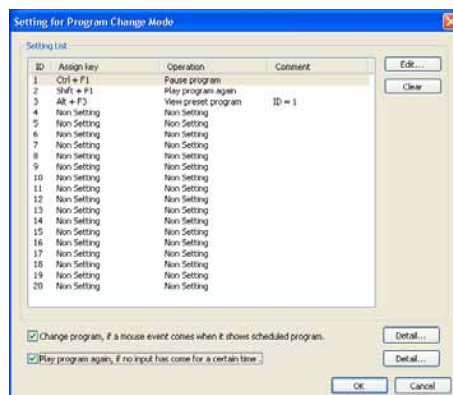 Setting for Program Change Mode
Setting List
ID Assign key Operation Comment
1 Ctrl + F1 Pause program
2 Shift + F1 Play program again
3 Alt + F3 View preset program ID = 1
4 Non Setting Non Setting
5 Non Setting Non Setting
6 Non Setting Non Setting
7 Non Setting Non Setting
8 Non Setting Non Setting
9 Non Setting Non Setting
10 Non Setting Non Setting
11 Non Setting Non Setting
12 Non Setting Non Setting
13 Non Setting Non Setting
14 Non Setting Non Setting
15 Non Setting Non Setting
16 Non Setting Non Setting
17 Non Setting Non Setting
18 Non Setting Non Setting
19 Non Setting Non Setting
20 Non Setting Non Setting
Edit...
Clear
Change program, if a mouse event comes when it shows scheduled program. Detail...
Play program again, if no input has come for a certain time . Detail...
OK Cancel